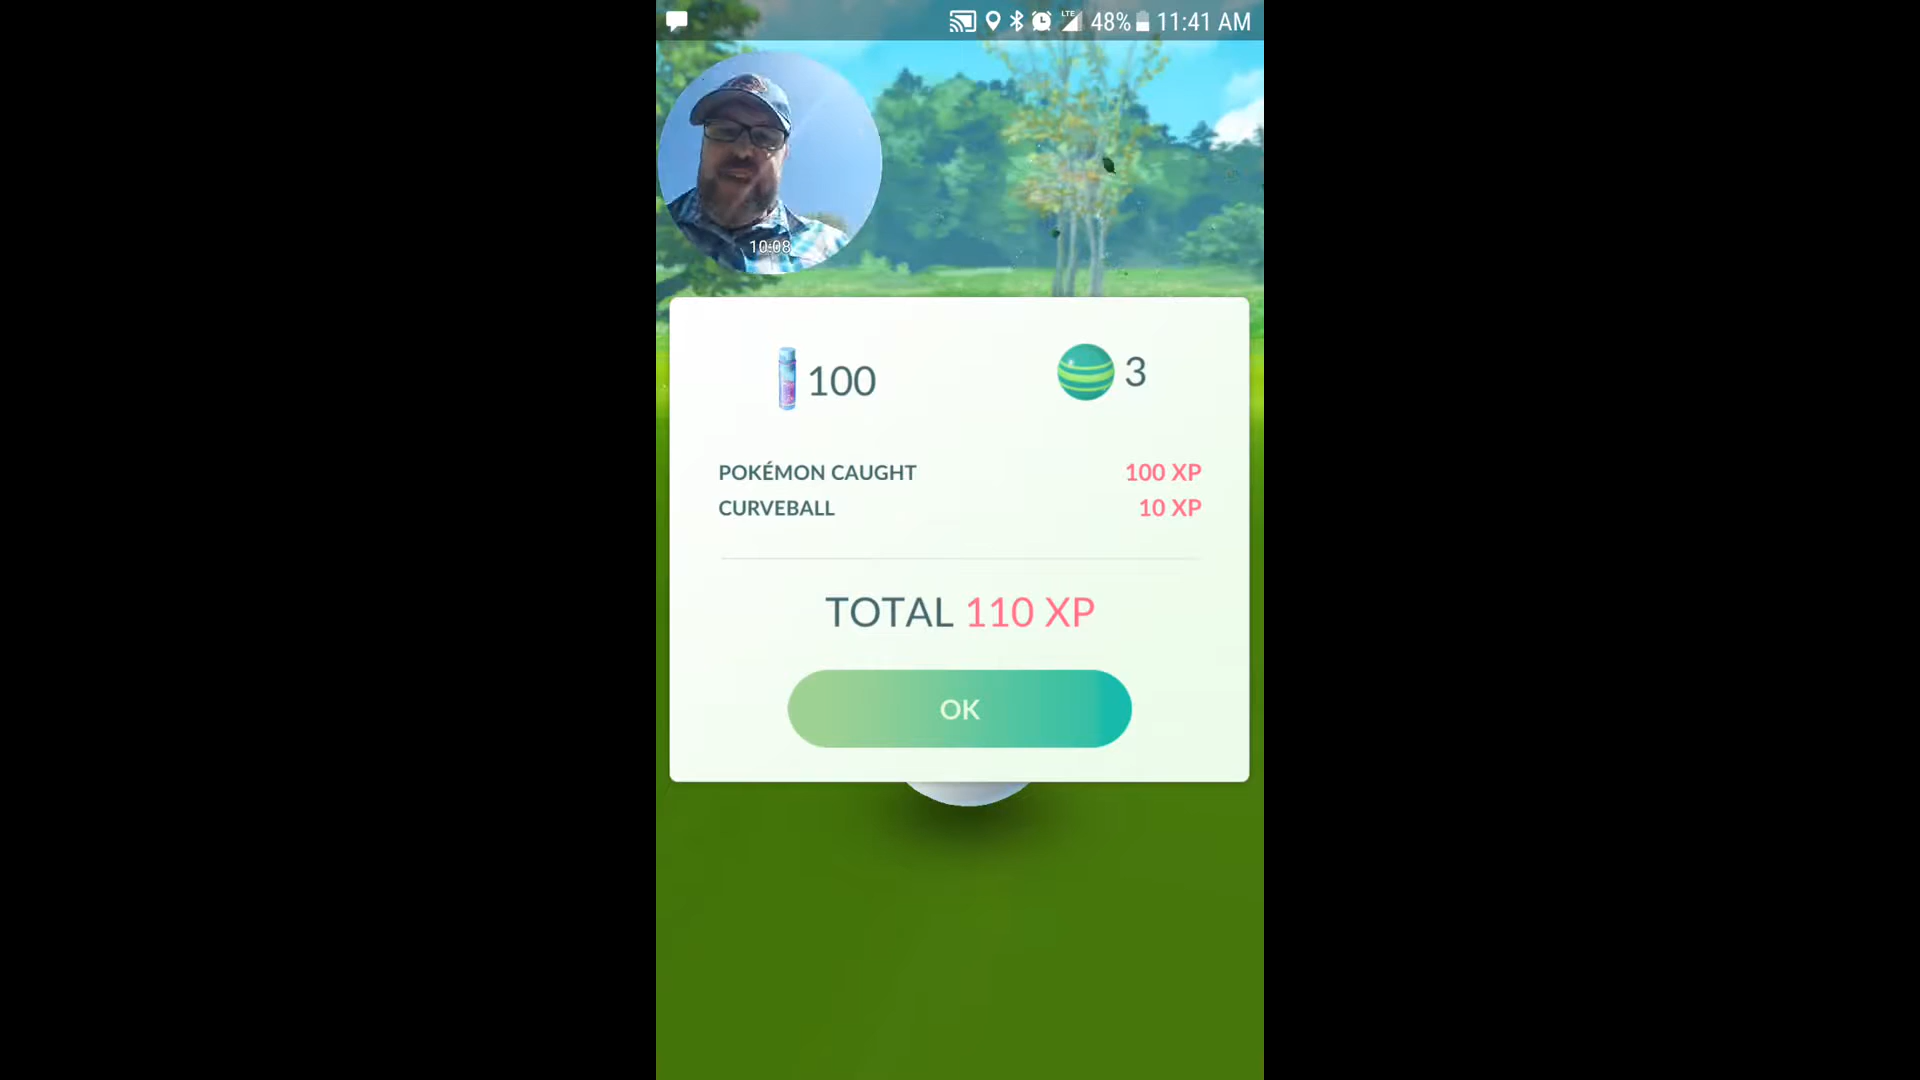 LTE 48% 11:41 AM
10:08
100 3
POKÉMON CAUGHT 100 XP
CURVEBALL 10 XP
TOTAL 110 XP
OK